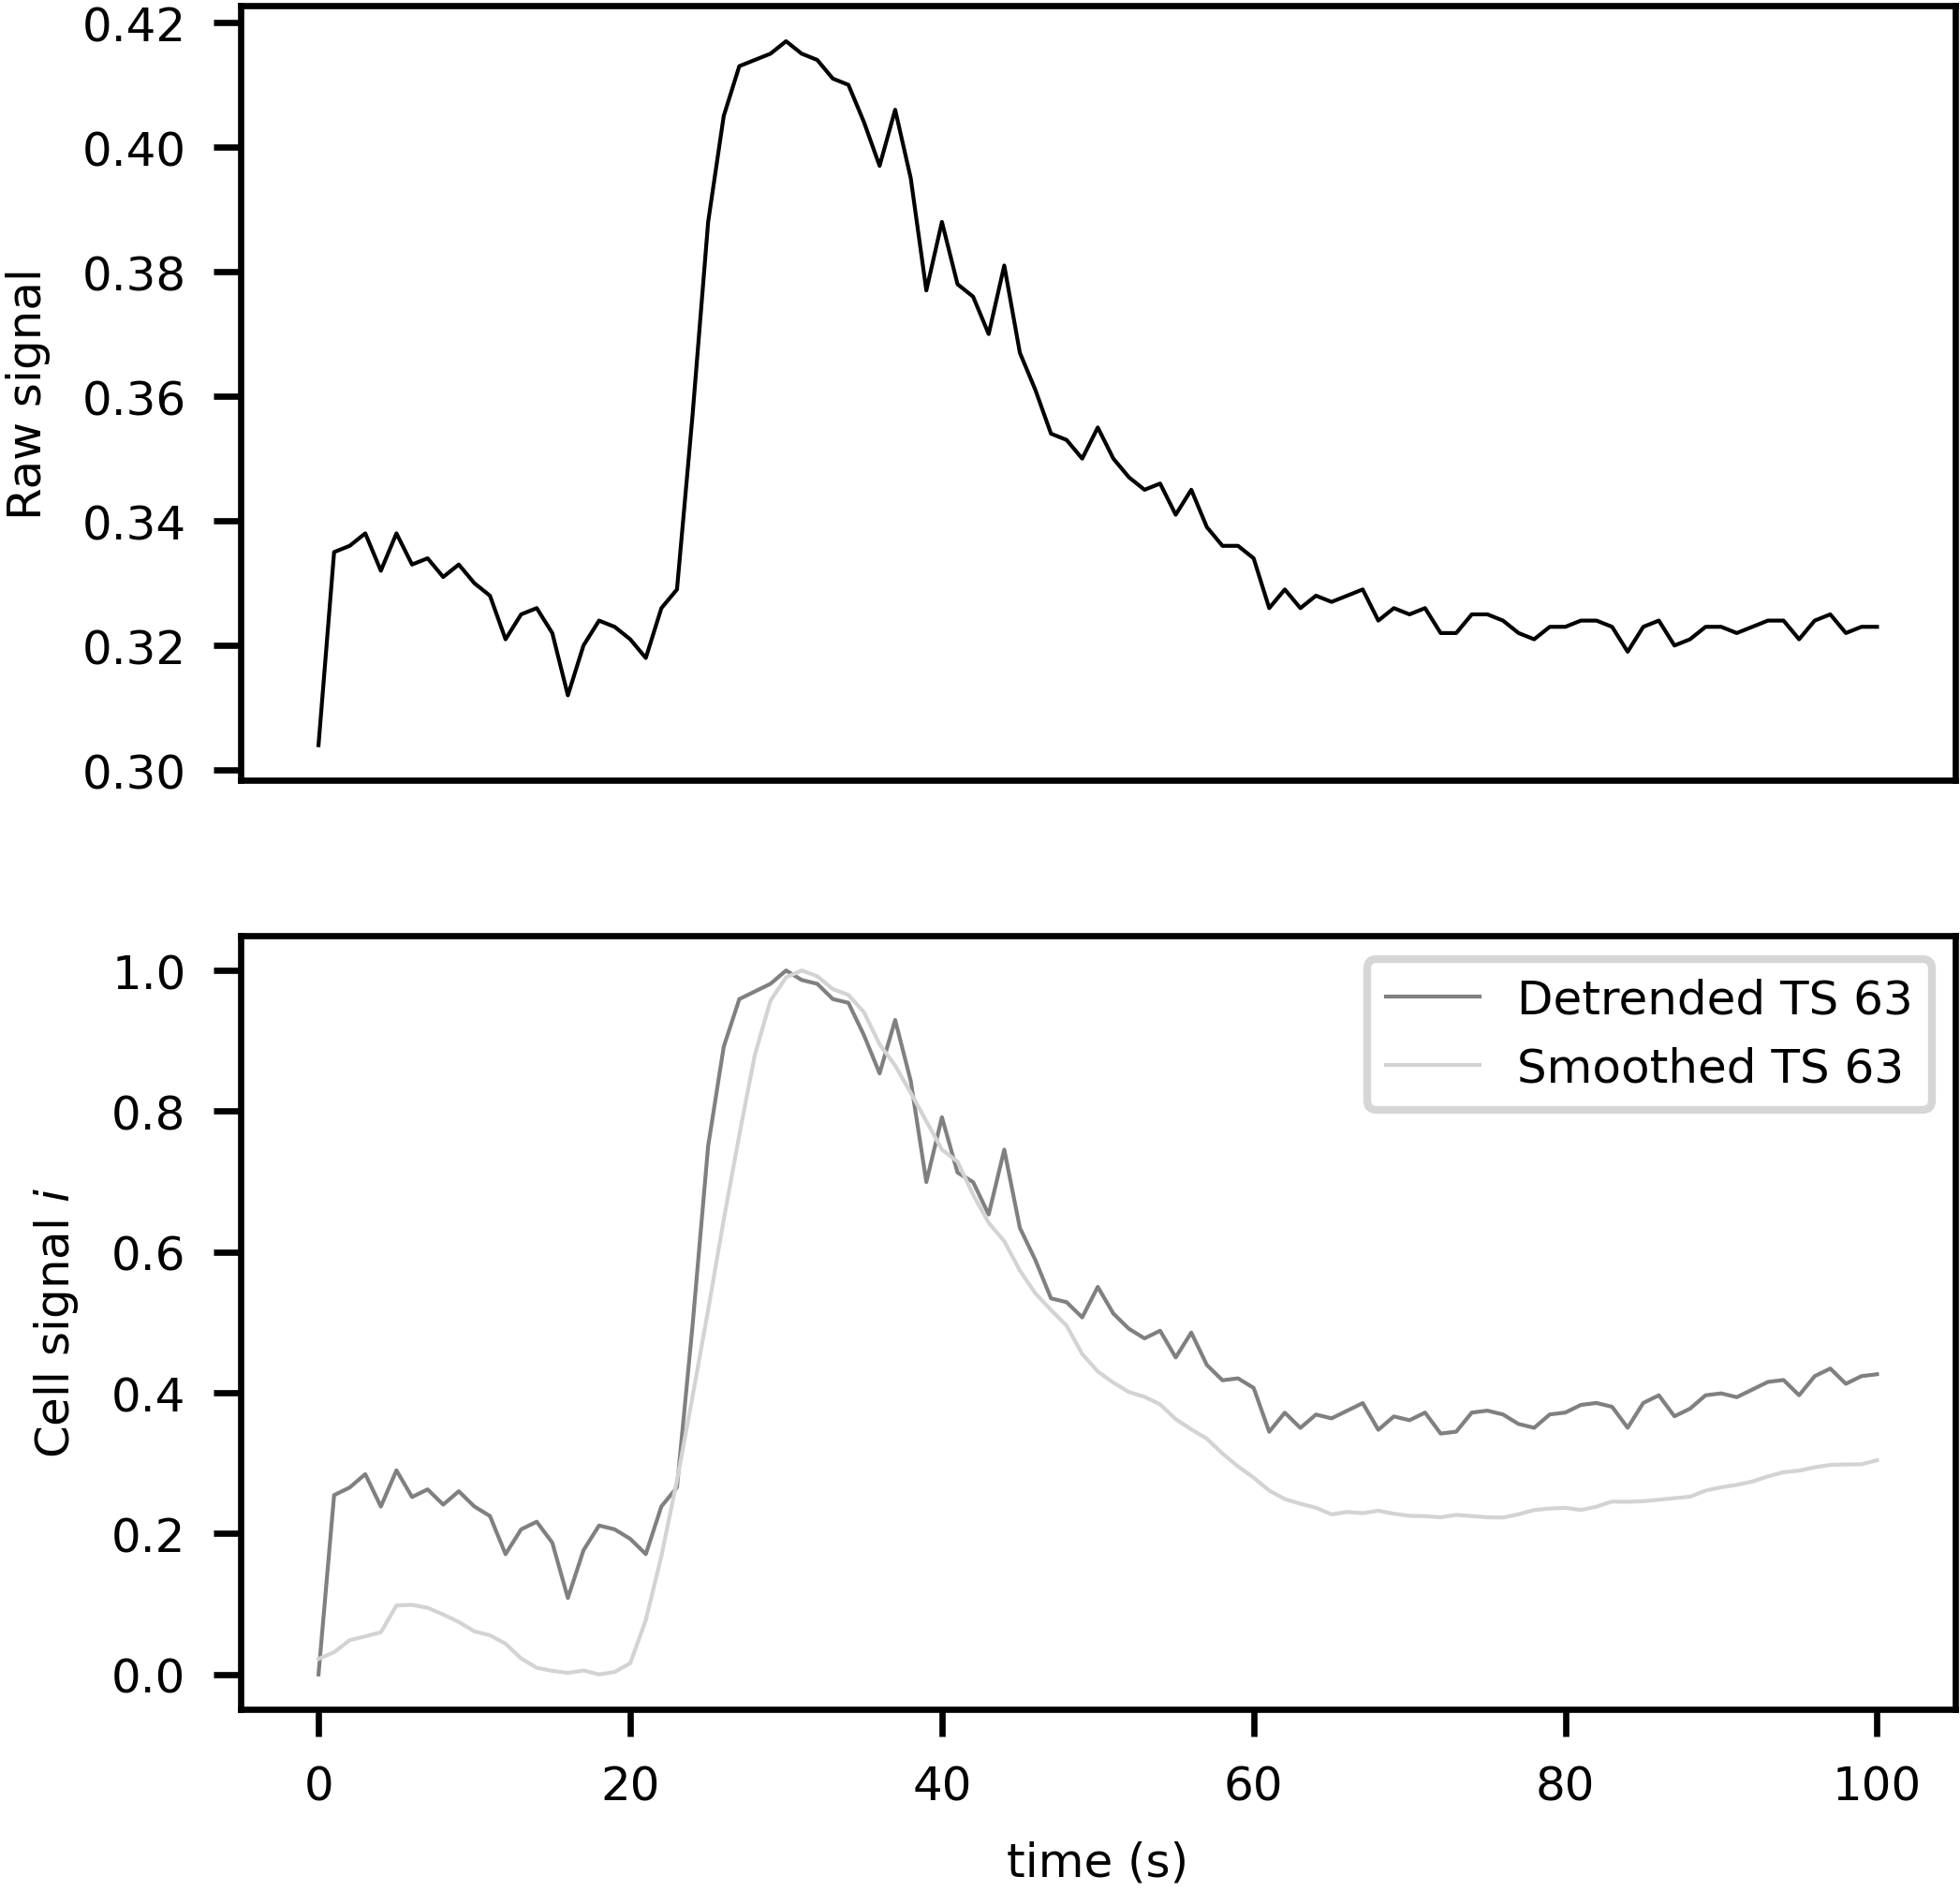 Raw signal
0.42
0.40
0.38
0.36
0.34
0.32
0.30
Cell signal i
1.0
0.8
0.6
0.4
0.2
0.0
Detrended TS 63
Smoothed TS 63
0 20 40 60 80 100
time (s)